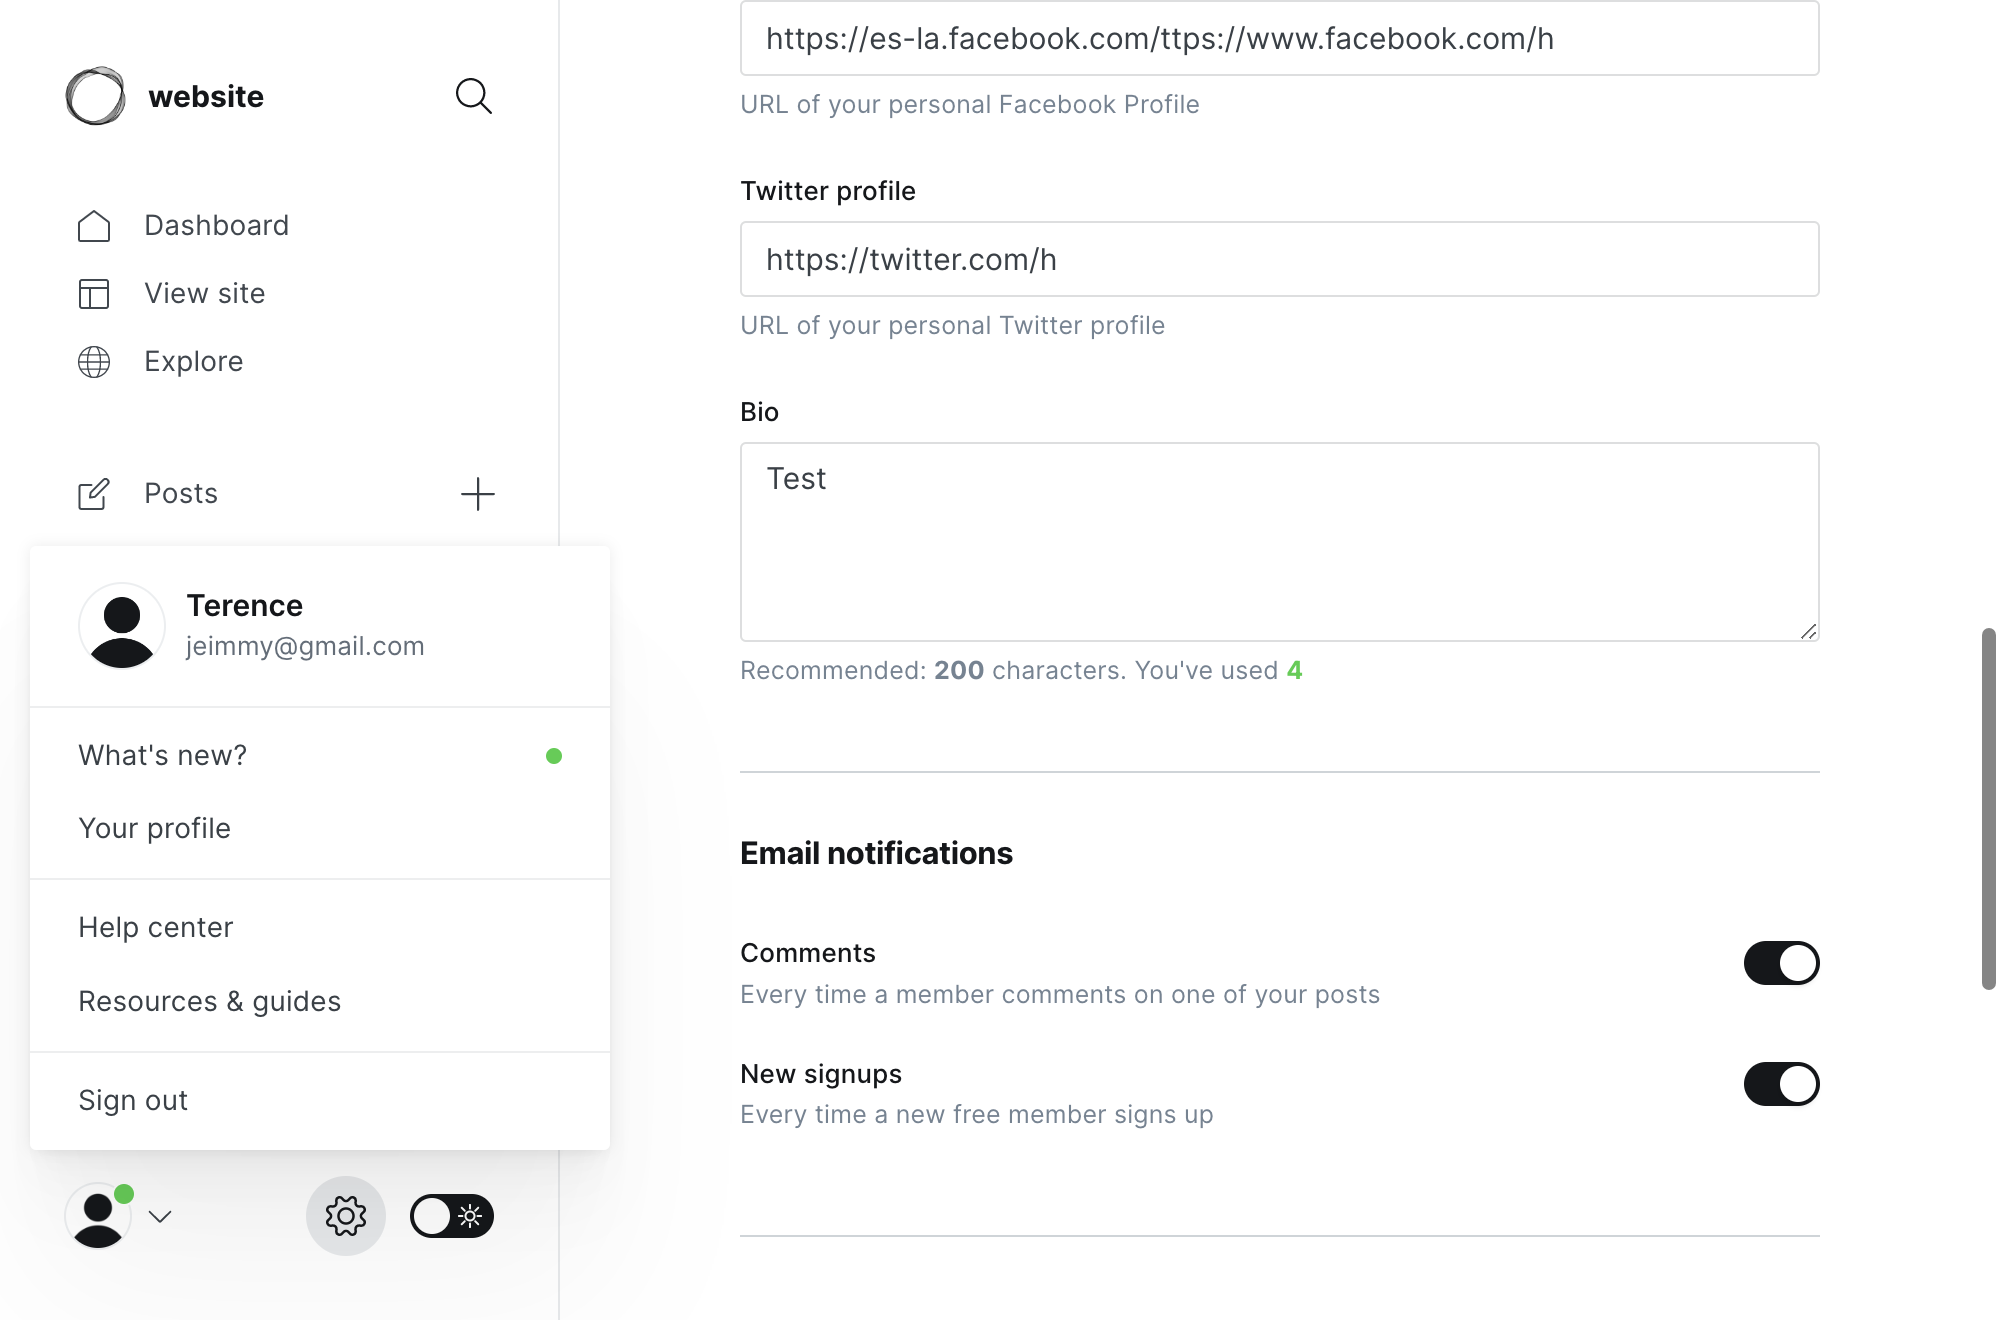 website
Dashboard
View site
Explore
Posts
Terence
jeimmy@gmail.com
What's new?
Your profile
Help center
Resources & guides
Sign out
https://es-la.facebook.com/ttps://www.facebook.com/h
URL of your personal Facebook Profile
Twitter profile
https://twitter.com/h
URL of your personal Twitter profile
Bio
Test
Recommended: 200 characters. You've used 4
Email notifications
Comments
Every time a member comments on one of your posts
New signups
Every time a new free member signs up